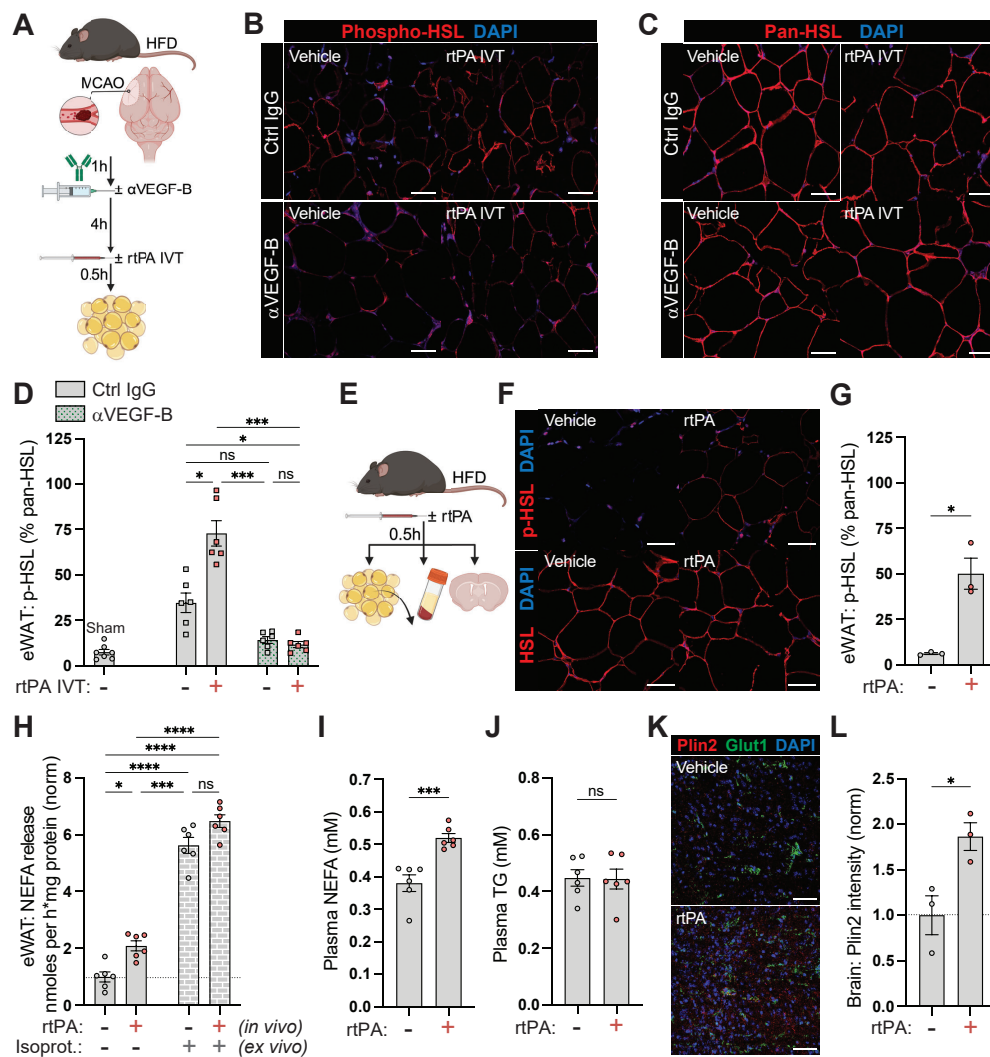 A
HFD
MCAO
1h
± αVEGF-B
4h
± rtPA IVT
0.5h
B
Phospho-HSL DAPI
Vehicle
rtPA IVT
Ctrl IgG
Vehicle
rtPA IVT
αVEGF-B
C
Pan-HSL DAPI
Vehicle
rtPA IVT
Ctrl IgG
Vehicle
rtPA IVT
αVEGF-B
D
Ctrl IgG
αVEGF-B
eWAT: p-HSL (% pan-HSL)
125
100
75
50
25
0
***
*
ns
* *** ns
Sham
rtPA IVT: - - + - +
E
HFD
± rtPA
0.5h
F
Vehicle
rtPA
p-HSL DAPI
Vehicle
rtPA
HSL DAPI
G
eWAT: p-HSL (% pan-HSL)
125
100
75
50
25
0
*
rtPA: - +
H
eWAT: NEFA release
nmoles per h*mg protein (norm)
8
6
4
2
0
****
****
****
* *** ns
rtPA: - + - + (in vivo)
Isoprot.: - - + + (ex vivo)
I
Plasma NEFA (mM)
0.7
0.6
0.5
0.4
0.3
0.2
0.1
0.0
***
rtPA: - +
J
Plasma TG (mM)
0.8
0.6
0.4
0.2
0.0
ns
rtPA: - +
K
Plin2 Glut1 DAPI
Vehicle
rtPA
L
Brain: Plin2 intensity (norm)
2.5
2.0
1.5
1.0
0.5
0.0
*
rtPA: - +